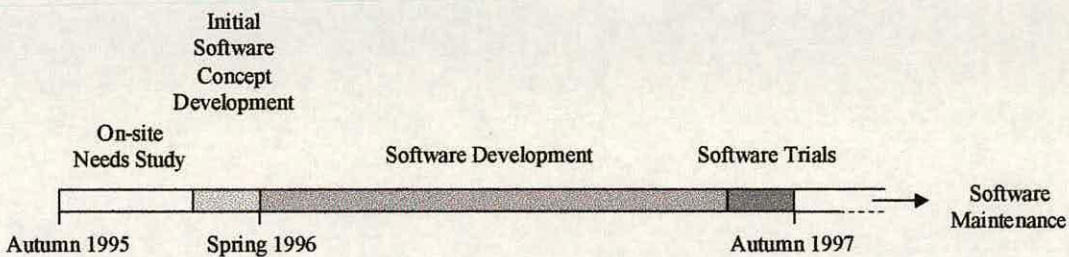 Initial
Software
Concept
Development
On-site
Needs Study
Software Development
Software Trials
Software
Maintenance
Autumn 1995
Spring 1996
Autumn 1997